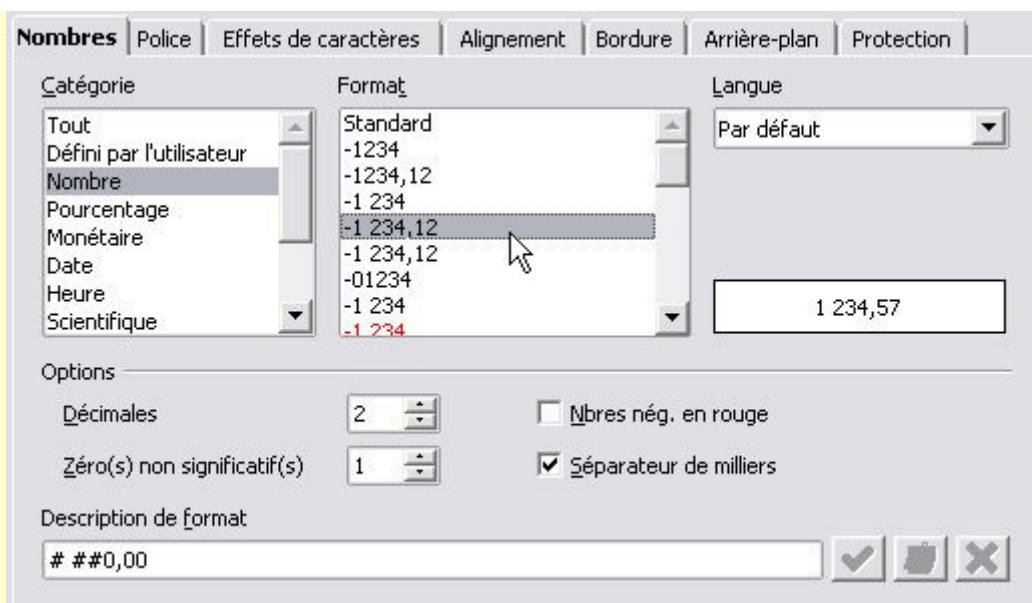 Nombres Police Effets de caractères Alignement Bordure Arrière-plan Protection
Catégorie
Tout
Défini par l'utilisateur
Nombre
Pourcentage
Monétaire
Date
Heure
Scientifique
Format
Standard
-1234
-1234,12
-1 234
-1 234,12
-1 234,12
-01234
-1 234
-1 234
Langue
Par défaut
1 234,57
Options
Décimales 2
Nbres nég. en rouge
Zéro(s) non significatif(s) 1
Séparateur de milliers
Description de format
# ##0,00